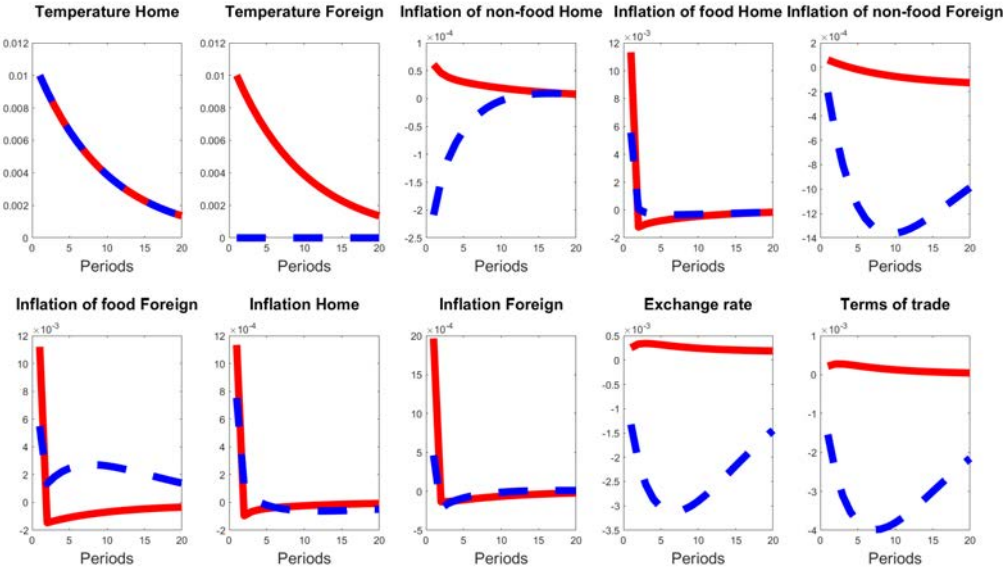 Temperature Home
0.012
0.01
0.008
0.006
0.004
0.002
0
0 5 10 15 20
Periods
Temperature Foreign
0.012
0.01
0.008
0.006
0.004
0.002
0
0 5 10 15 20
Periods
Inflation of non-food Home
×10⁻⁴
1
0.5
0
-0.5
-1
-1.5
-2
-2.5
0 5 10 15 20
Periods
Inflation of food Home
×10⁻³
12
10
8
6
4
2
0
-2
0 5 10 15 20
Periods
Inflation of non-food Foreign
×10⁻⁴
2
0
-2
-4
-6
-8
-10
-12
-14
0 5 10 15 20
Periods
Inflation of food Foreign
×10⁻³
12
10
8
6
4
2
0
-2
0 5 10 15 20
Periods
Inflation Home
×10⁻⁴
12
10
8
6
4
2
0
-2
0 5 10 15 20
Periods
Inflation Foreign
×10⁻⁴
20
15
10
5
0
-5
0 5 10 15 20
Periods
Exchange rate
×10⁻³
0.5
0
-0.5
-1
-1.5
-2
-2.5
-3
-3.5
0 5 10 15 20
Periods
Terms of trade
×10⁻³
1
0
-1
-2
-3
-4
0 5 10 15 20
Periods